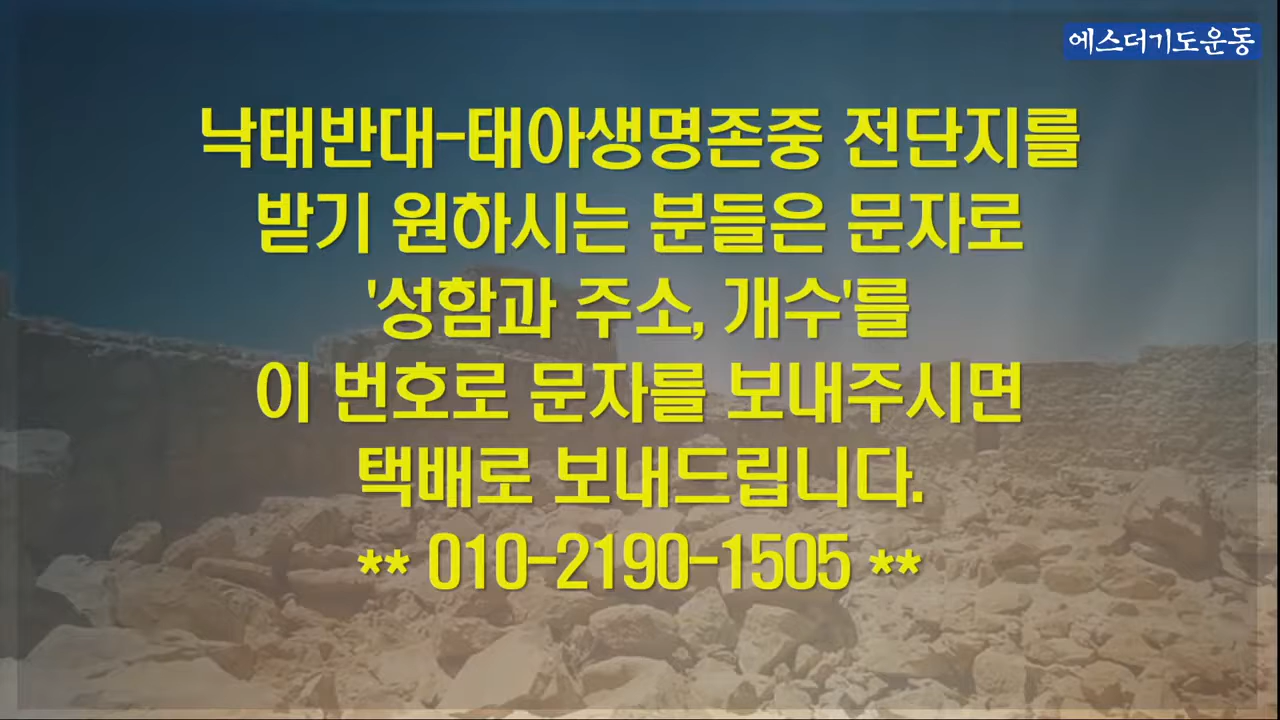 에스더기도운동
낙태반대-태아생명존중 전단지를
받기 원하시는 분들은 문자로
'성함과 주소, 개수'를
이 번호로 문자를 보내주시면
택배로 보내드립니다.
** 010-2190-1505 **